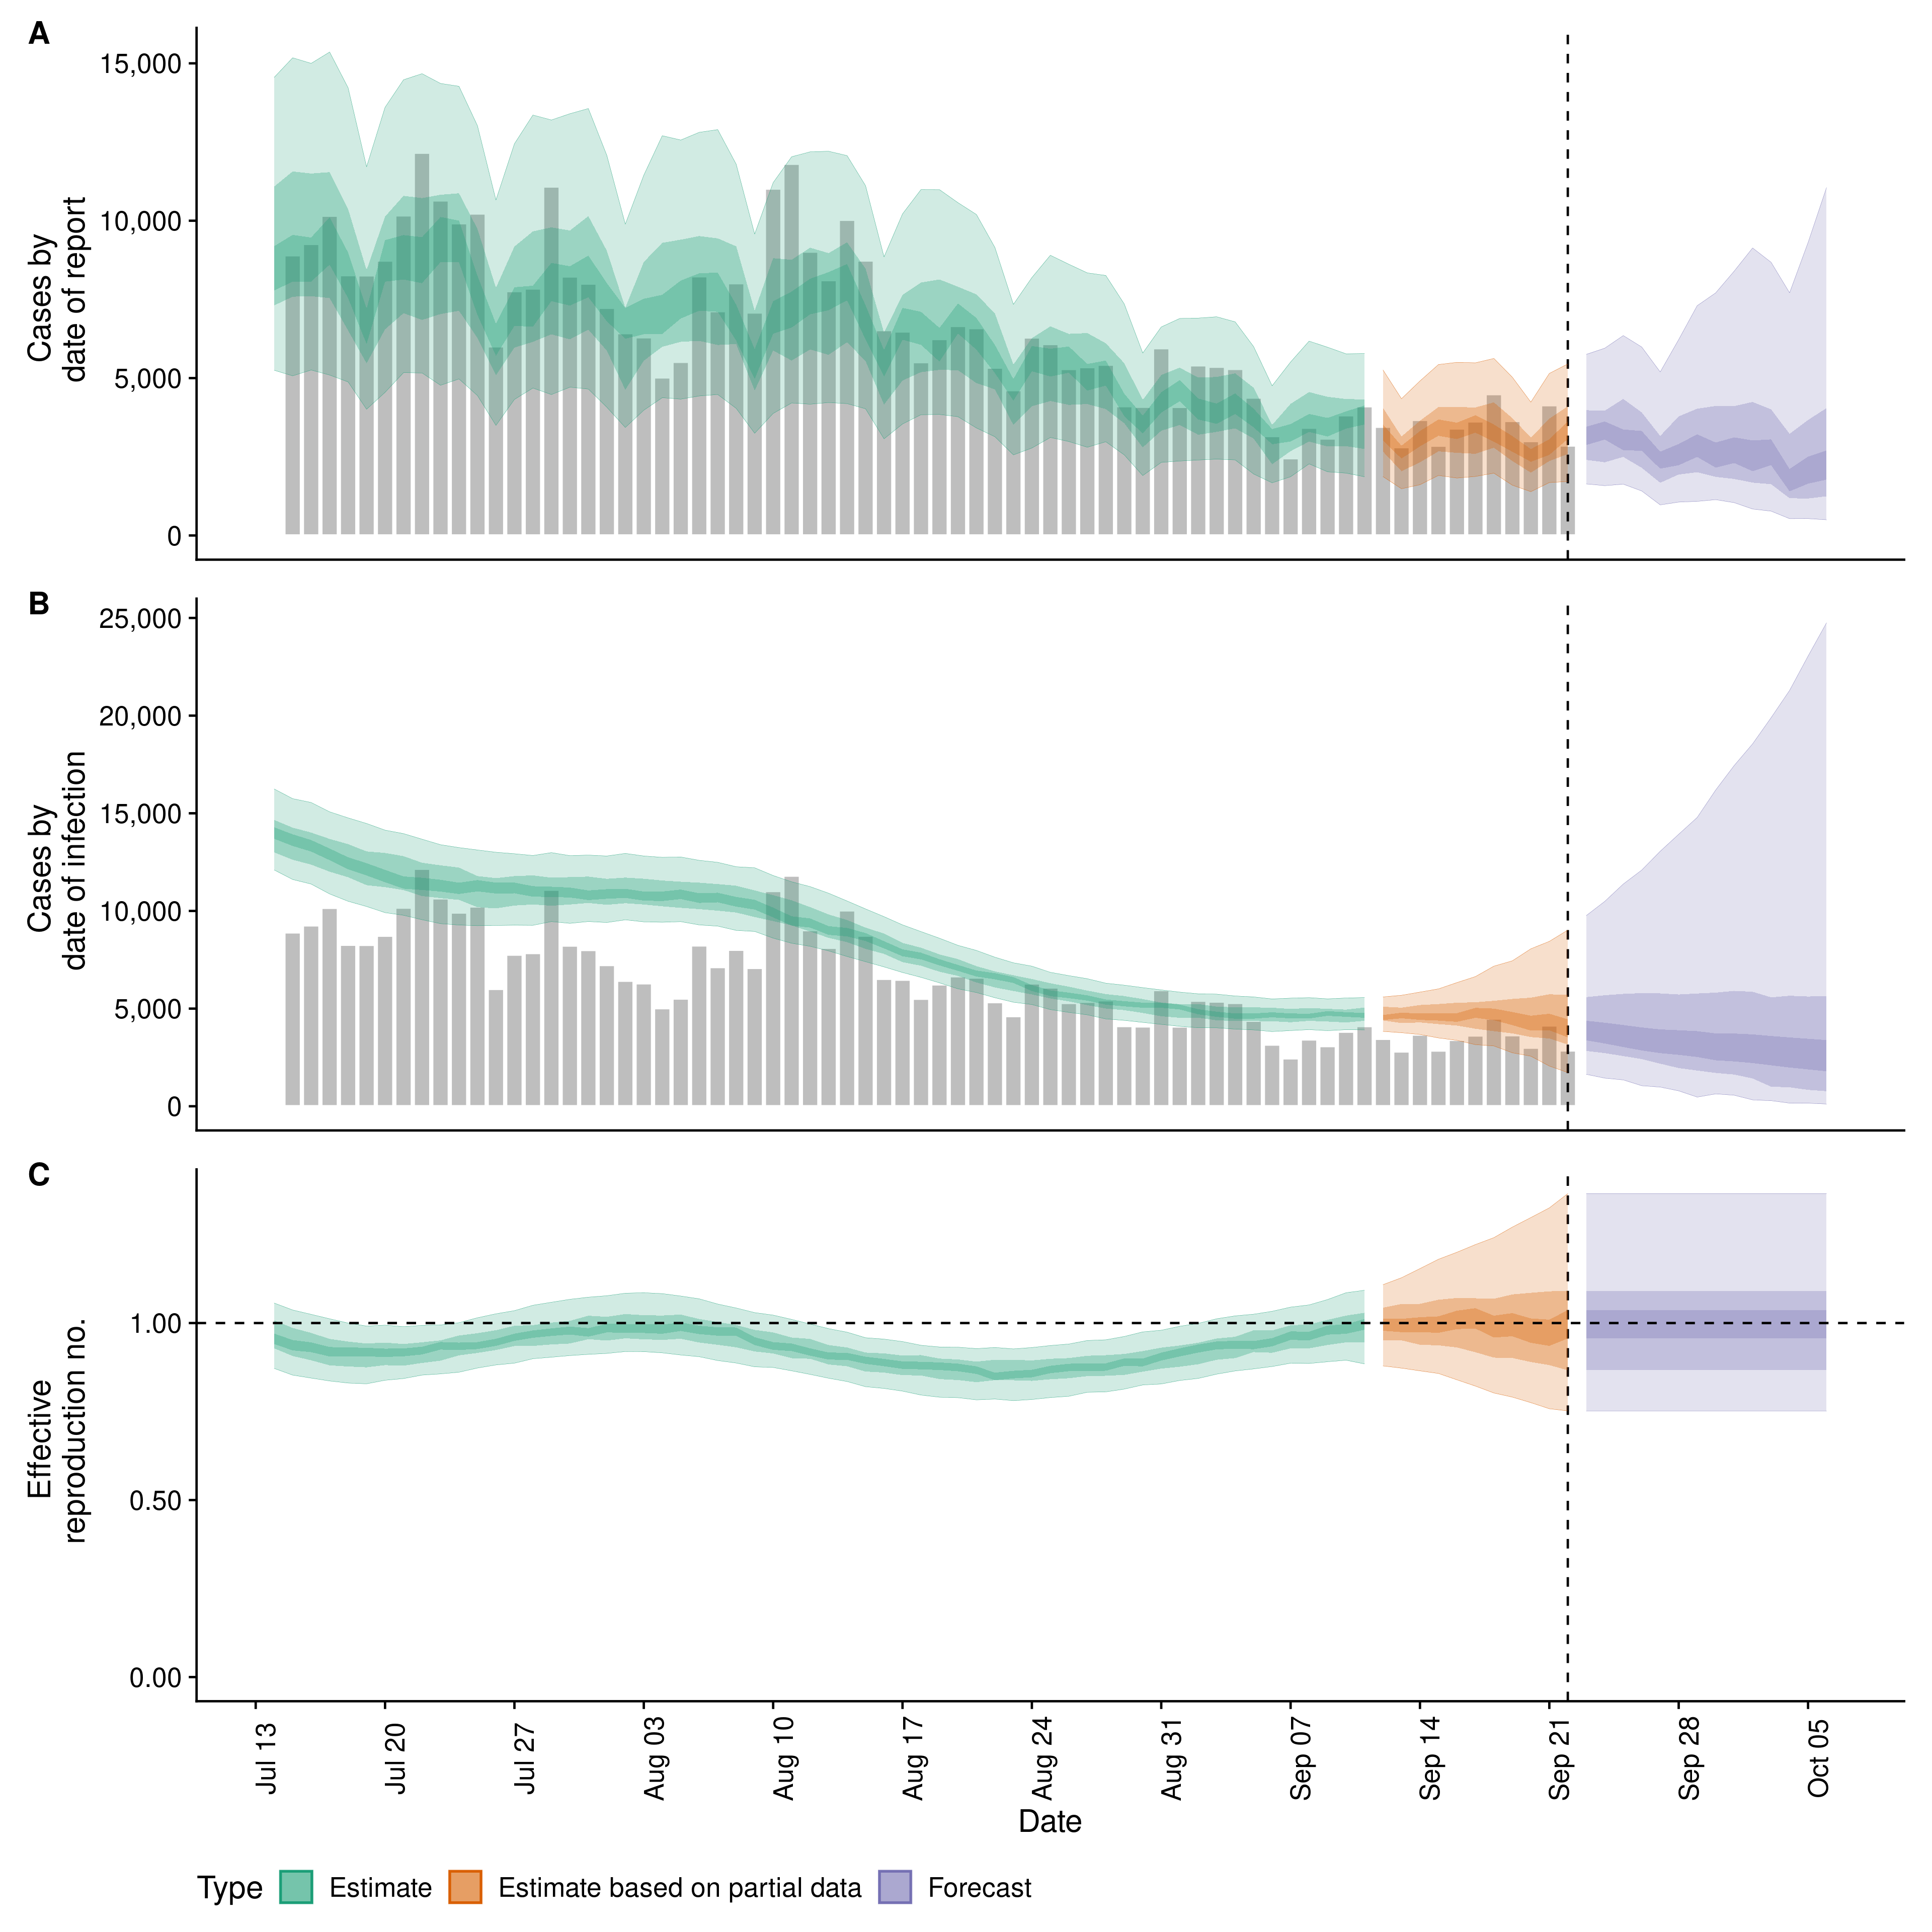 A
Cases by
date of report
15,000
10,000
5,000
0
B
Cases by
date of infection
25,000
20,000
15,000
10,000
5,000
0
C
Effective
reproduction no.
1.00
0.50
0.00
Jul 13
Jul 20
Jul 27
Aug 03
Aug 10
Aug 17
Aug 24
Aug 31
Sep 07
Sep 14
Sep 21
Sep 28
Oct 05
Date
Type Estimate Estimate based on partial data Forecast